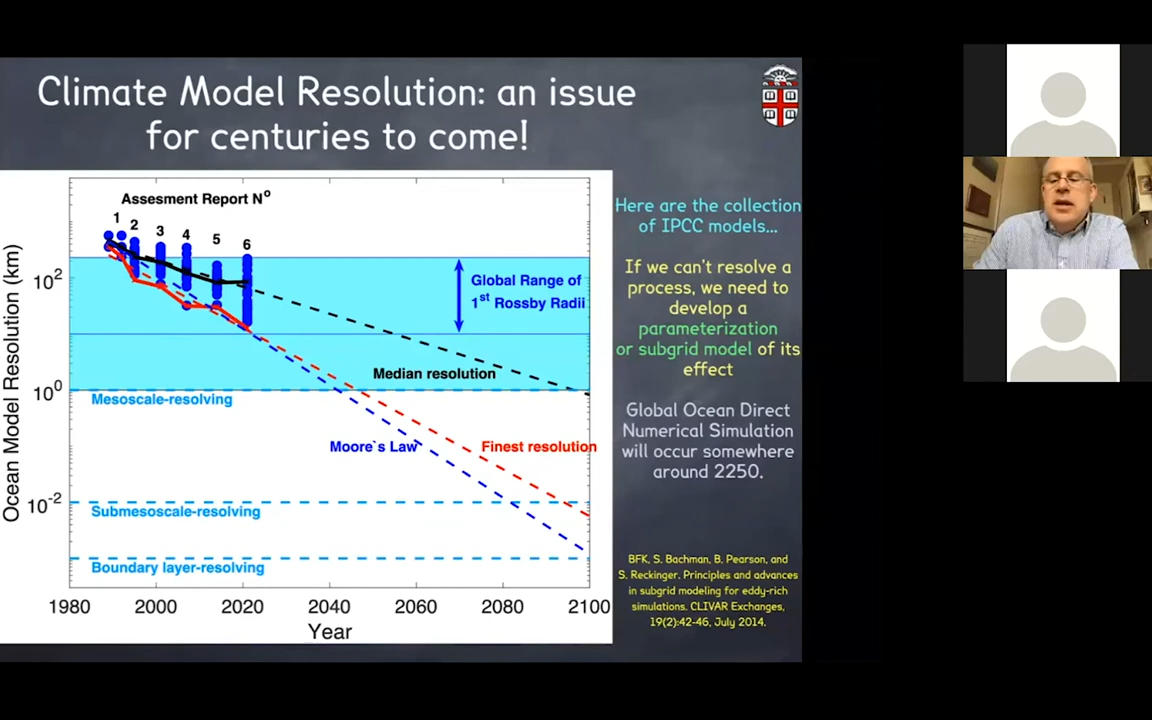 Climate Model Resolution: an issue
for centuries to come!
Assesment Report Nº
1 2 3 4 5 6
Ocean Model Resolution (km)
10²
10⁰
10⁻²
Global Range of
1st Rossby Radii
Median resolution
Mesoscale-resolving
Moore`s Law
Finest resolution
Submesoscale-resolving
Boundary layer-resolving
1980 2000 2020 2040 2060 2080 2100
Year
Here are the collection
of IPCC models...
If we can't resolve a
process, we need to
develop a
parameterization
or subgrid model of its
effect
Global Ocean Direct
Numerical Simulation
will occur somewhere
around 2250.
BFK, S. Bachman, B. Pearson, and
S. Reckinger. Principles and advances
in subgrid modeling for eddy-rich
simulations. CLIVAR Exchanges,
19(2):42-46, July 2014.